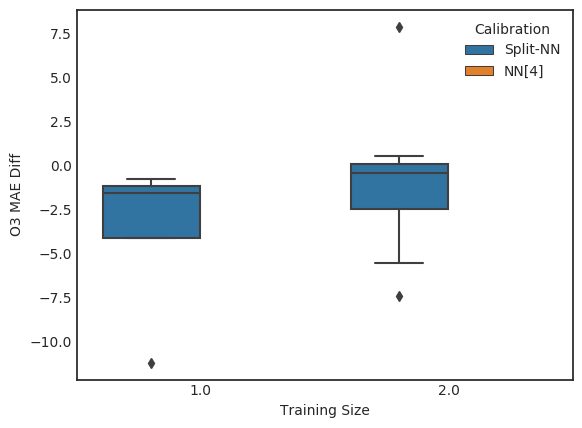 Calibration
Split-NN
NN[4]
7.5
5.0
2.5
0.0
−2.5
−5.0
−7.5
−10.0
O3 MAE Diff
1.0
2.0
Training Size